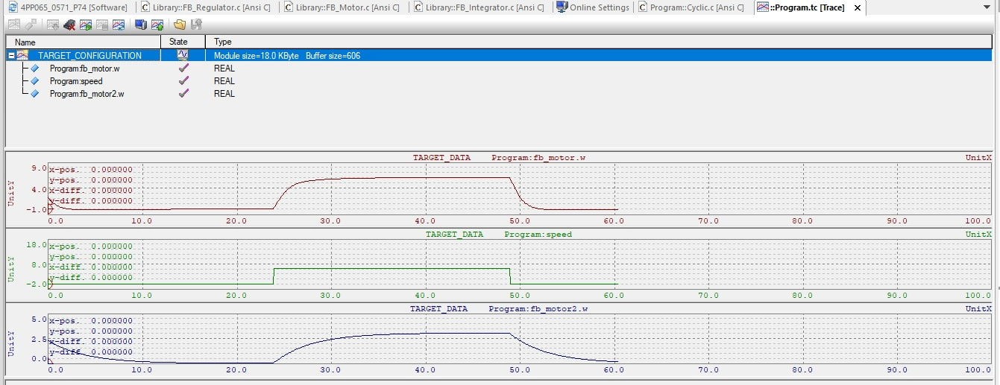 4PP065_0571_P74 [Software] Library::FB_Regulator.c [Ansi C] Library::FB_Motor.c [Ansi C] Library::FB_Integrator.c [Ansi C] Online Settings Program::Cyclic.c [Ansi C] ::Program.tc [Trace]
Name State Type
TARGET_CONFIGURATION Module size=18.0 KByte Buffer size=606
Program:fb_motor.w REAL
Program:speed REAL
Program:fb_motor2.w REAL
TARGET_DATA Program:fb_motor.w UnitX
9.0 x-pos. 0.000000
y-pos. 0.000000
UnitY
4.0 x-diff. 0.000000
y-diff. 0.000000
-1.0
0.0 10.0 20.0 30.0 40.0 50.0 60.0 70.0 80.0 90.0 100.0
TARGET_DATA Program:speed UnitX
18.0 x-pos. 0.000000
y-pos. 0.000000
UnitY
8.0 x-diff. 0.000000
y-diff. 0.000000
-2.0
0.0 10.0 20.0 30.0 40.0 50.0 60.0 70.0 80.0 90.0 100.0
TARGET_DATA Program:fb_motor2.w UnitX
5.0 x-pos. 0.000000
y-pos. 0.000000
UnitY
2.5 x-diff. 0.000000
y-diff. 0.000000
0.0
0.0 10.0 20.0 30.0 40.0 50.0 60.0 70.0 80.0 90.0 100.0